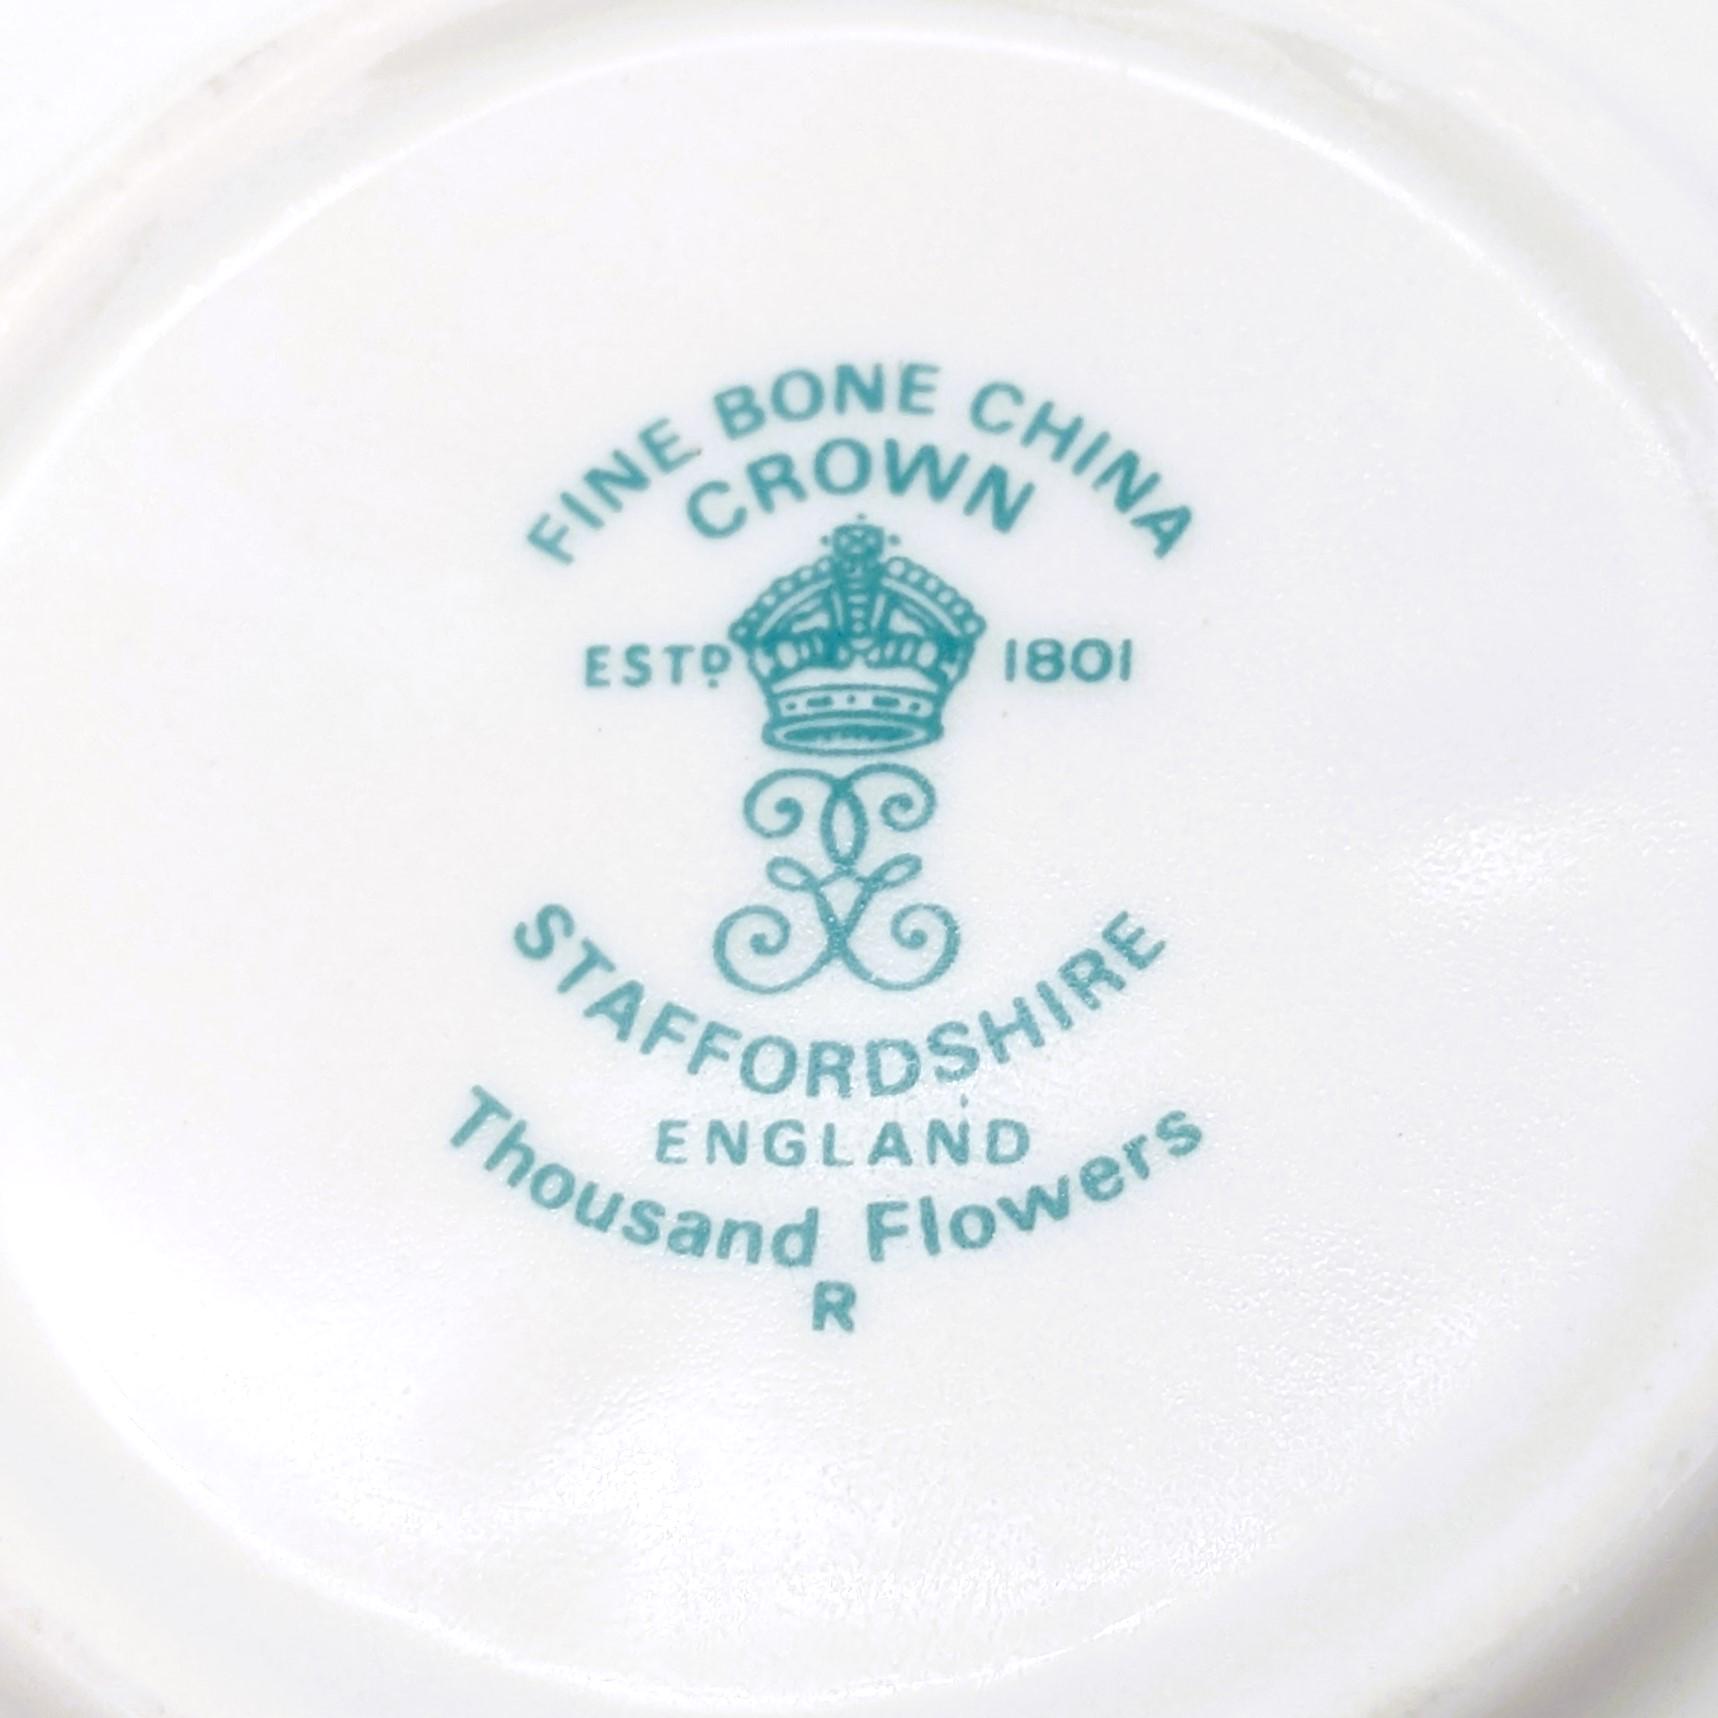 FINE BONE CHINA
CROWN
ESTD 1801
STAFFORDSHIRE
ENGLAND
Thousand Flowers
R